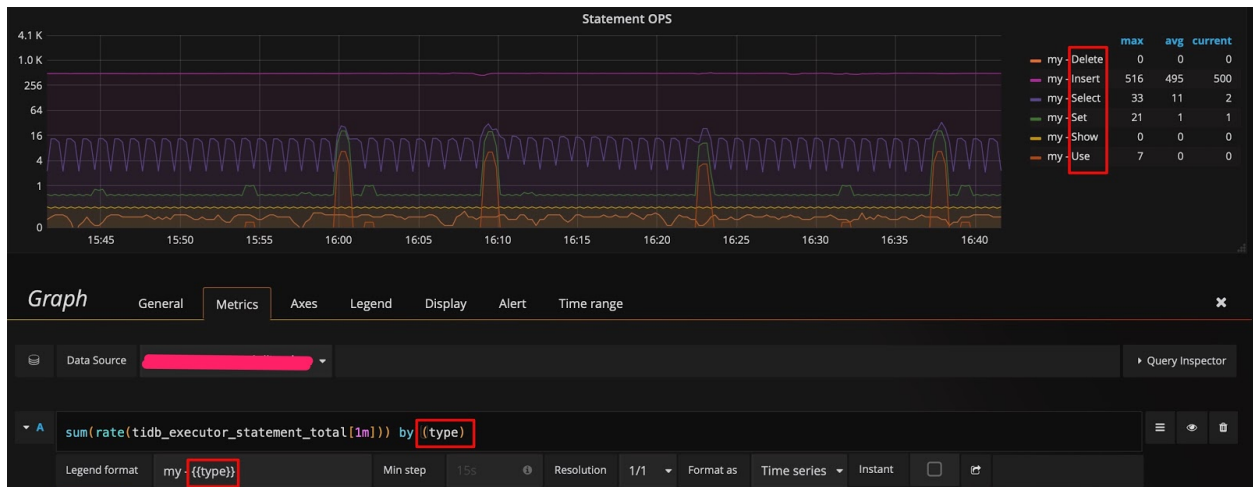 Statement OPS
4.1 K
1.0 K
256
64
16
4
1
0
15:45 15:50 15:55 16:00 16:05 16:10 16:15 16:20 16:25 16:30 16:35 16:40
max avg current
my - Delete 0 0 0
my - Insert 516 495 500
my - Select 33 11 2
my - Set 21 1 1
my - Show 0 0 0
my - Use 7 0 0
Graph General Metrics Axes Legend Display Alert Time range ×
Data Source Query Inspector
A sum(rate(tidb_executor_statement_total[1m])) by (type)
Legend format my - {{type}} Min step 15s Resolution 1/1 Format as Time series Instant